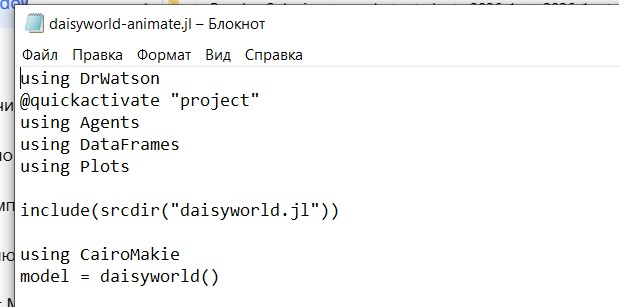 daisyworld-animate.jl – Блокнот
Файл Правка Формат Вид Справка
using DrWatson
@quickactivate "project"
using Agents
using DataFrames
using Plots
include(srcdir("daisyworld.jl"))
using CairoMakie
model = daisyworld()